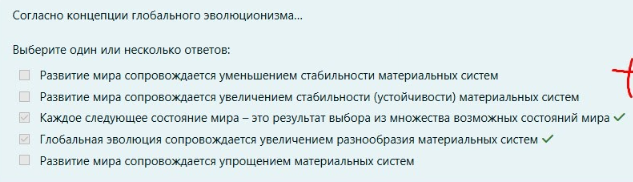 Согласно концепции глобального эволюционизма...
Выберите один или несколько ответов:
Развитие мира сопровождается уменьшением стабильности материальных систем
Развитие мира сопровождается увеличением стабильности (устойчивости) материальных систем
Каждое следующее состояние мира – это результат выбора из множества возможных состояний мира
Глобальная эволюция сопровождается увеличением разнообразия материальных систем
Развитие мира сопровождается упрощением материальных систем